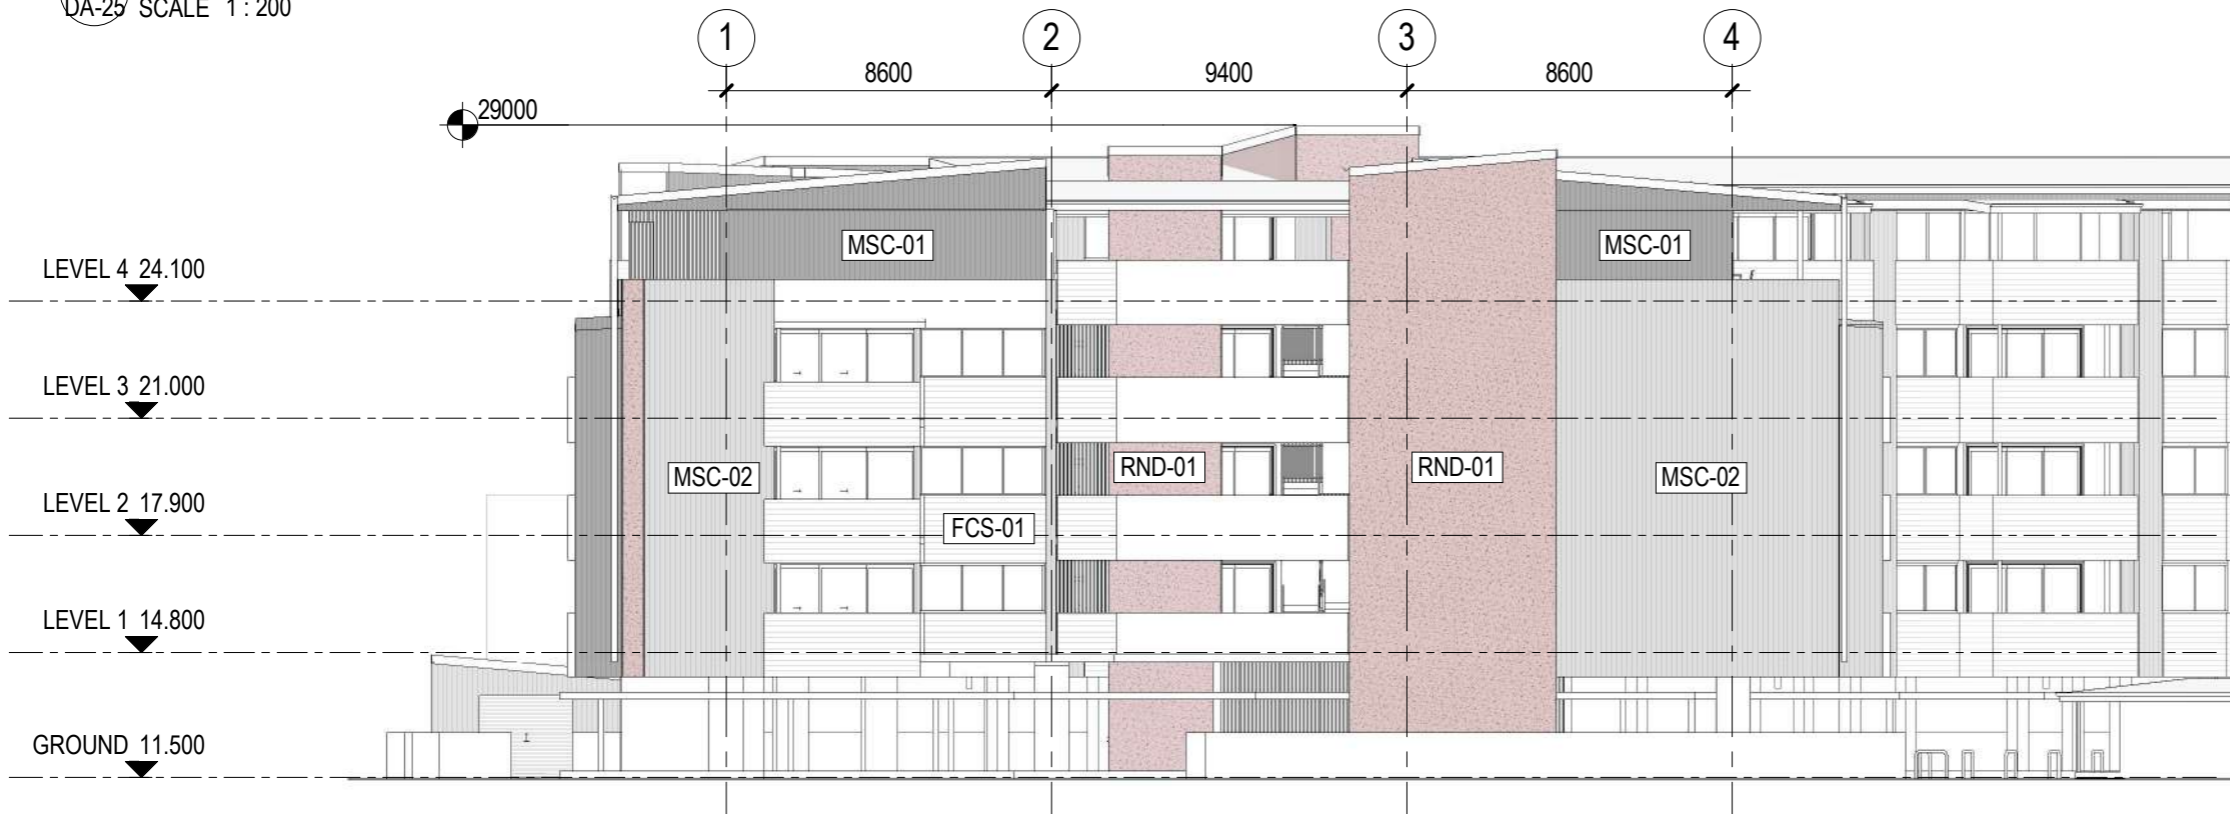 DA-25 SCALE 1 : 200
1 2 3 4
8600 9400 8600
29000
MSC-01 MSC-01
LEVEL 4 24.100
LEVEL 3 21.000
MSC-02 RND-01 RND-01 MSC-02
LEVEL 2 17.900
FCS-01
LEVEL 1 14.800
GROUND 11.500